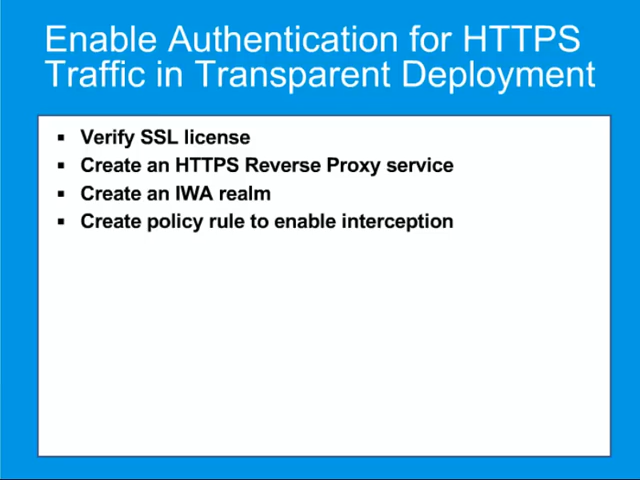 Enable Authentication for HTTPS
Traffic in Transparent Deployment
▪ Verify SSL license
▪ Create an HTTPS Reverse Proxy service
▪ Create an IWA realm
▪ Create policy rule to enable interception